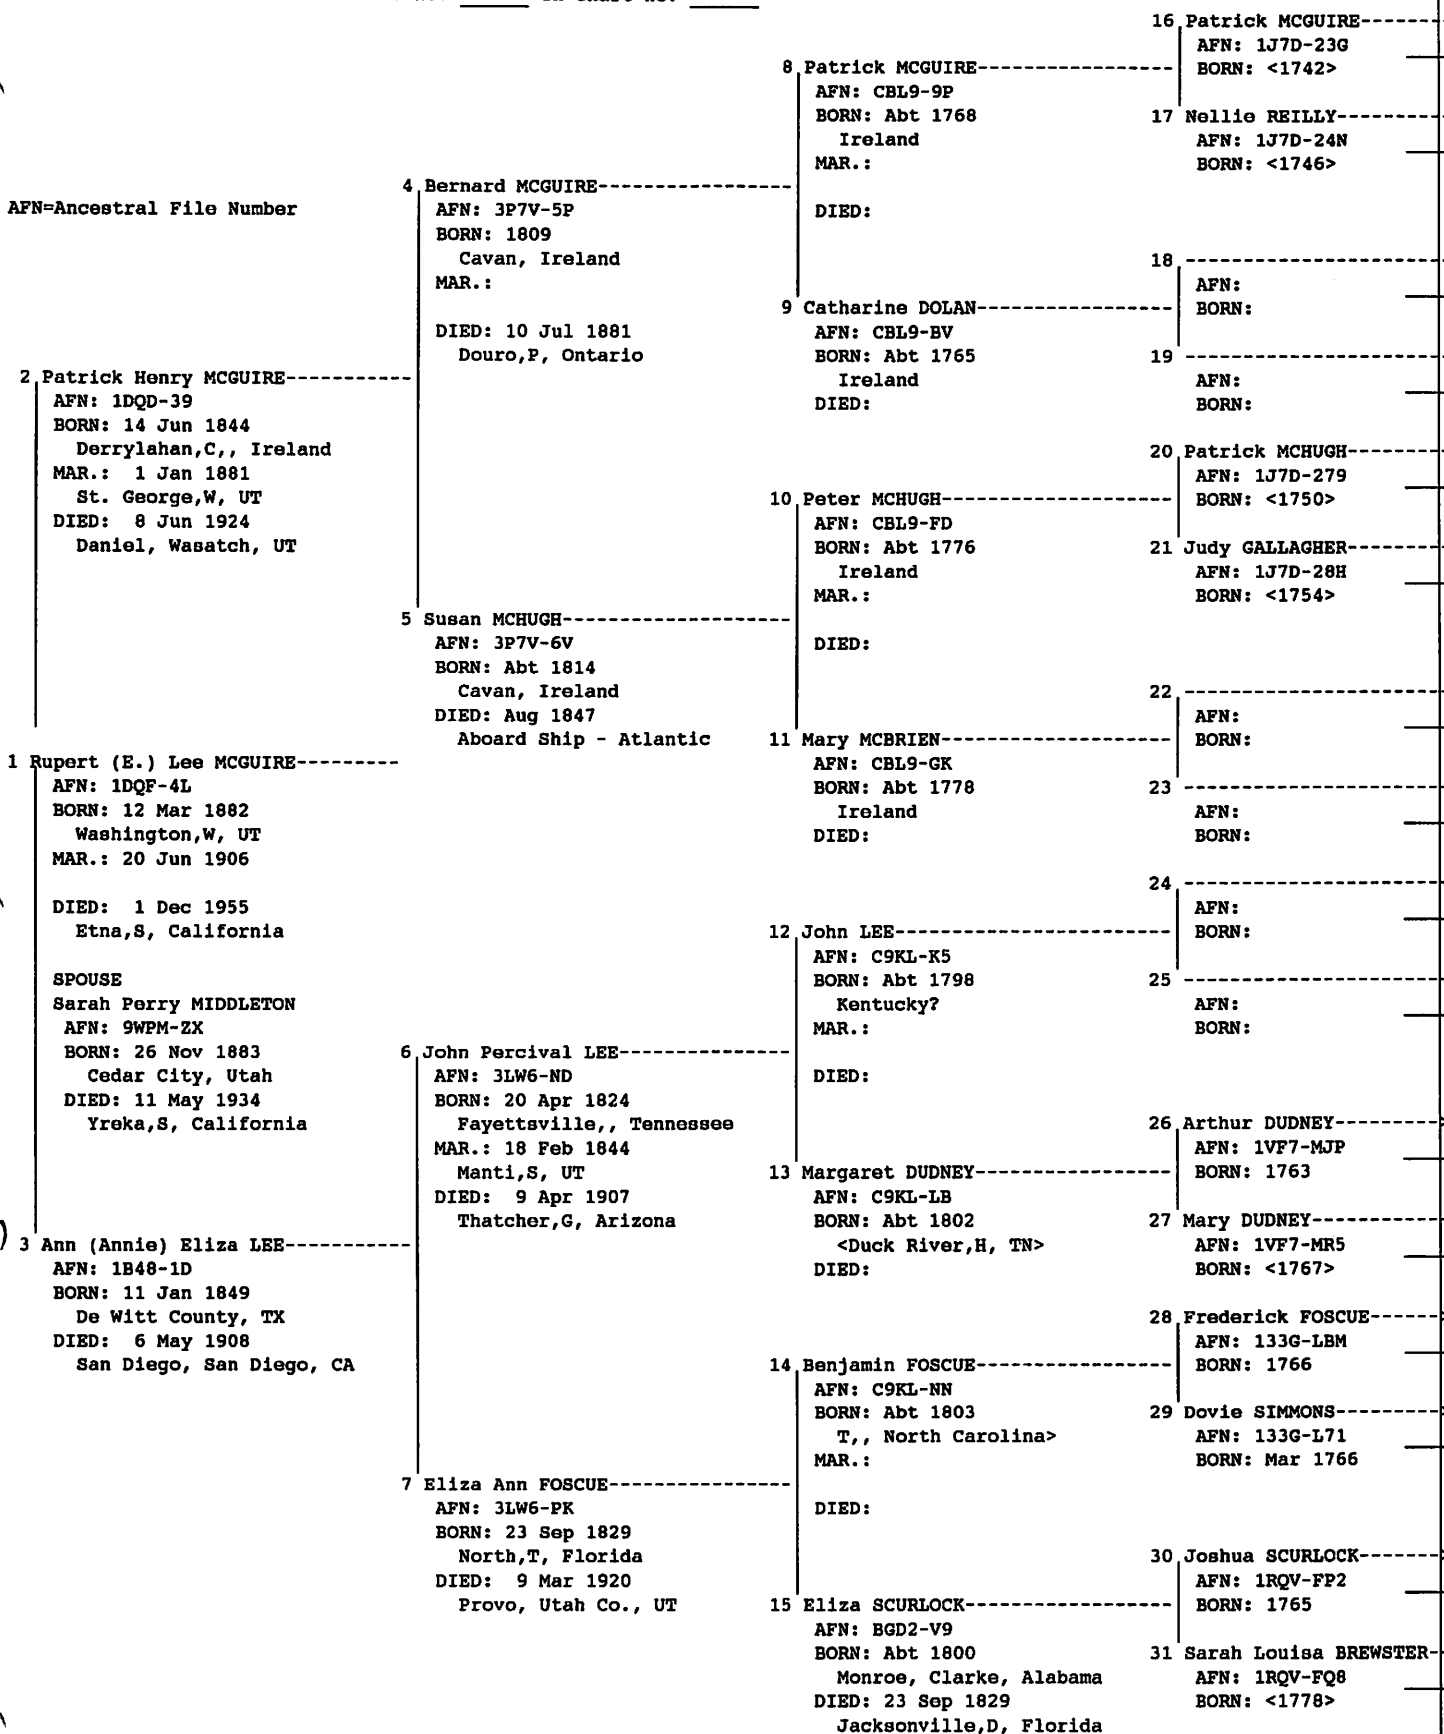 16 Patrick MCGUIRE------
AFN: 1J7D-23G
BORN: <1742>
8 Patrick MCGUIRE----------------
AFN: CBL9-9P
BORN: Abt 1768
Ireland
MAR.:
DIED:
17 Nellie REILLY---------
AFN: 1J7D-24N
BORN: <1746>
4 Bernard MCGUIRE----------------
AFN: 3P7V-5P
BORN: 1809
Cavan, Ireland
MAR.:
DIED: 10 Jul 1881
Douro,P, Ontario
AFN=Ancestral File Number
18 ---------------------
AFN:
BORN:
9 Catharine DOLAN----------------
AFN: CBL9-BV
BORN: Abt 1765
Ireland
DIED:
19 ---------------------
AFN:
BORN:
2 Patrick Henry MCGUIRE-----------
AFN: 1DQD-39
BORN: 14 Jun 1844
Derrylahan,C,, Ireland
MAR.: 1 Jan 1881
St. George,W, UT
DIED: 8 Jun 1924
Daniel, Wasatch, UT
20 Patrick MCHUGH--------
AFN: 1J7D-279
BORN: <1750>
10 Peter MCHUGH-------------------
AFN: CBL9-FD
BORN: Abt 1776
Ireland
MAR.:
DIED:
21 Judy GALLAGHER--------
AFN: 1J7D-28H
BORN: <1754>
5 Susan MCHUGH-------------------
AFN: 3P7V-6V
BORN: Abt 1814
Cavan, Ireland
DIED: Aug 1847
Aboard Ship - Atlantic
22 ---------------------
AFN:
BORN:
11 Mary MCBRIEN-------------------
AFN: CBL9-GK
BORN: Abt 1778
Ireland
DIED:
23 ---------------------
AFN:
BORN:
1 Rupert (E.) Lee MCGUIRE---------
AFN: 1DQF-4L
BORN: 12 Mar 1882
Washington,W, UT
MAR.: 20 Jun 1906
DIED: 1 Dec 1955
Etna,S, California
SPOUSE
Sarah Perry MIDDLETON
AFN: 9WPM-ZX
BORN: 26 Nov 1883
Cedar City, Utah
DIED: 11 May 1934
Yreka,S, California
24 ---------------------
AFN:
BORN:
12 John LEE-----------------------
AFN: C9KL-K5
BORN: Abt 1798
Kentucky?
MAR.:
DIED:
25 ---------------------
AFN:
BORN:
6 John Percival LEE--------------
AFN: 3LW6-ND
BORN: 20 Apr 1824
Fayettsville,, Tennessee
MAR.: 18 Feb 1844
Manti,S, UT
DIED: 9 Apr 1907
Thatcher,G, Arizona
26 Arthur DUDNEY--------->
AFN: 1VF7-MJP
BORN: 1763
13 Margaret DUDNEY----------------
AFN: C9KL-LB
BORN: Abt 1802
<Duck River,H, TN>
DIED:
27 Mary DUDNEY----------->
AFN: 1VF7-MR5
BORN: <1767>
3 Ann (Annie) Eliza LEE-----------
AFN: 1B48-1D
BORN: 11 Jan 1849
De Witt County, TX
DIED: 6 May 1908
San Diego, San Diego, CA
28 Frederick FOSCUE------>
AFN: 133G-LBM
BORN: 1766
14 Benjamin FOSCUE----------------
AFN: C9KL-NN
BORN: Abt 1803
T,, North Carolina>
MAR.:
DIED:
29 Dovie SIMMONS--------->
AFN: 133G-L71
BORN: Mar 1766
7 Eliza Ann FOSCUE---------------
AFN: 3LW6-PK
BORN: 23 Sep 1829
North,T, Florida
DIED: 9 Mar 1920
Provo, Utah Co., UT
30 Joshua SCURLOCK------->
AFN: 1RQV-FP2
BORN: 1765
15 Eliza SCURLOCK-----------------
AFN: BGD2-V9
BORN: Abt 1800
Monroe, Clarke, Alabama
DIED: 23 Sep 1829
Jacksonville,D, Florida
31 Sarah Louisa BREWSTER-
AFN: 1RQV-FQ8
BORN: <1778>